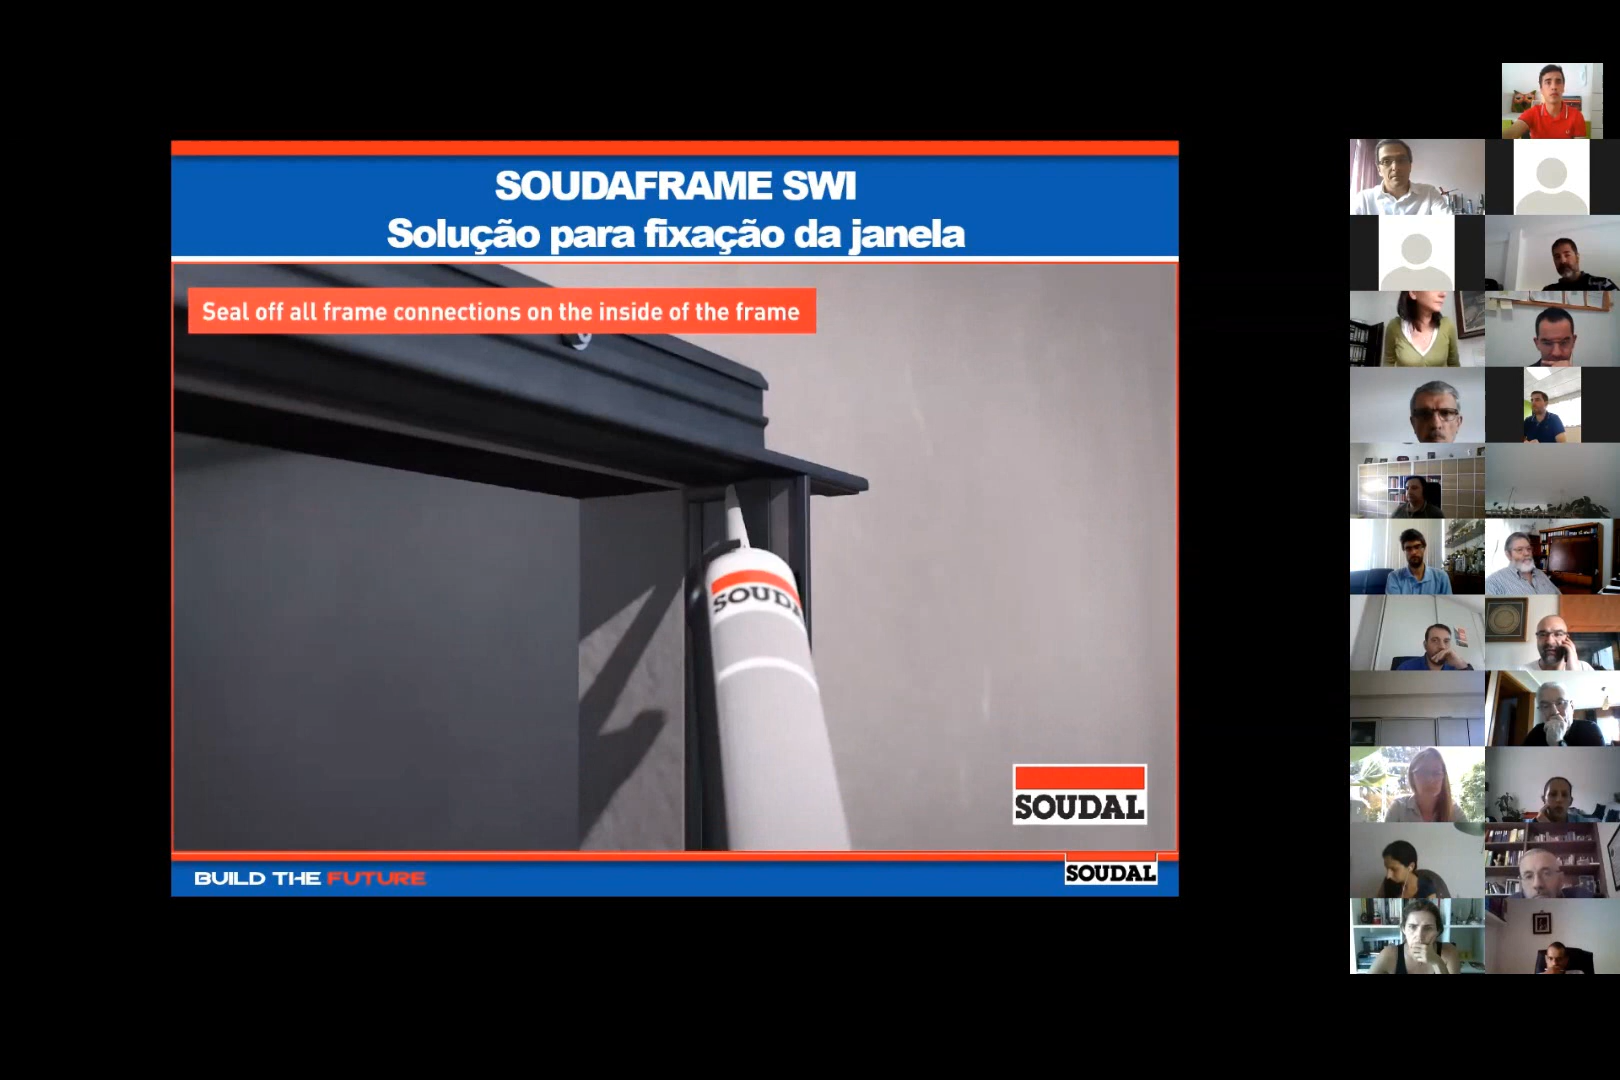 SOUDAFRAME SWI
Solução para fixação da janela
Seal off all frame connections on the inside of the frame
SOUDA
SOUDAL
BUILD THE FUTURE
SOUDAL